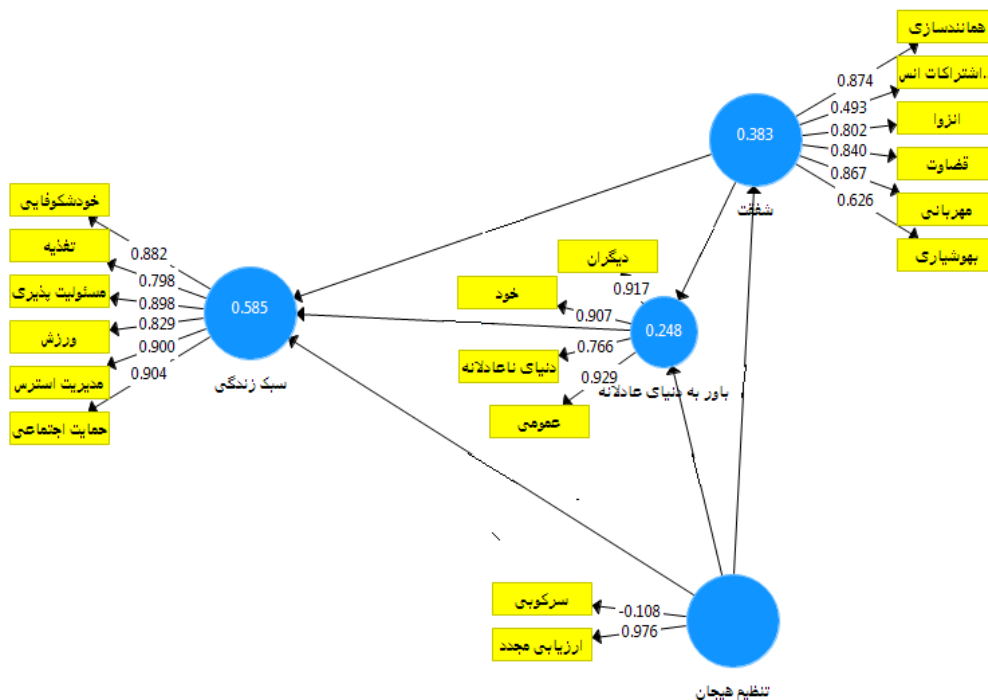 همانندسازی
اشتراکات انس..
انزوا
قضاوت
مهربانی
بهوشیاری
0.874
0.493
0.802
0.840
0.867
0.626
0.383
شفقت
خودشکوفایی
تغذیه
مسئولیت پذیری
ورزش
مدیریت استرس
حمایت اجتماعی
0.882
0.798
0.898
0.829
0.900
0.904
0.585
سبک زندگی
دیگران
خود
دنیای ناعادلانه
عمومی
0.917
0.907
0.766
0.929
0.248
باور به دنیای عادلانه
سرکوبی
ارزیابی مجدد
-0.108
0.976
تنظیم هیجان